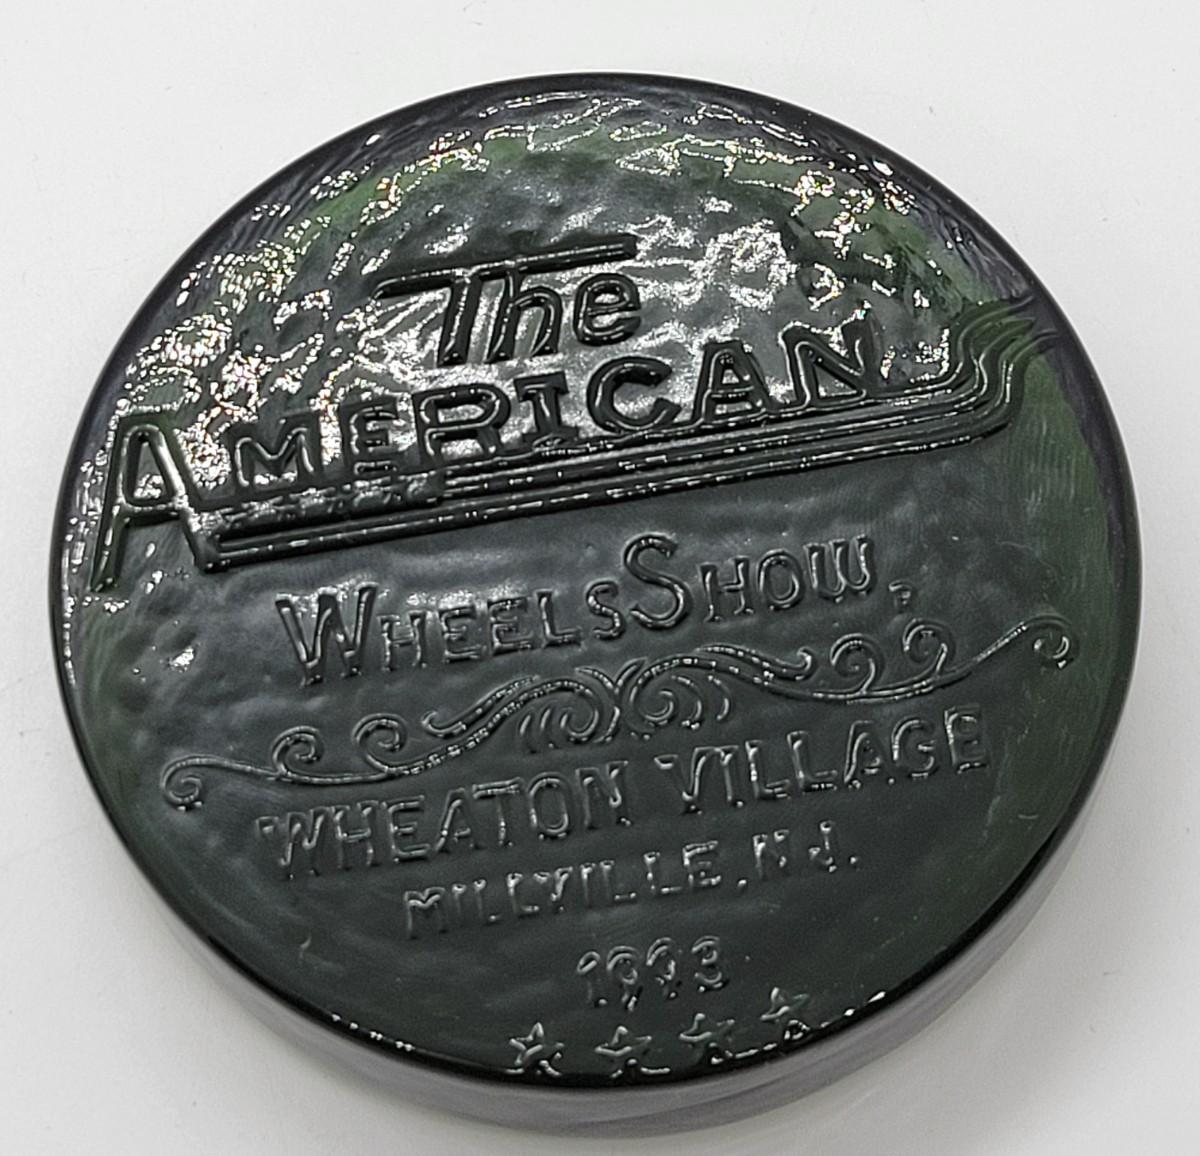 The
AMERICAN
WHEELS SHOW,
WHEATON VILLAGE
MILLVILLE, N.J.
1993